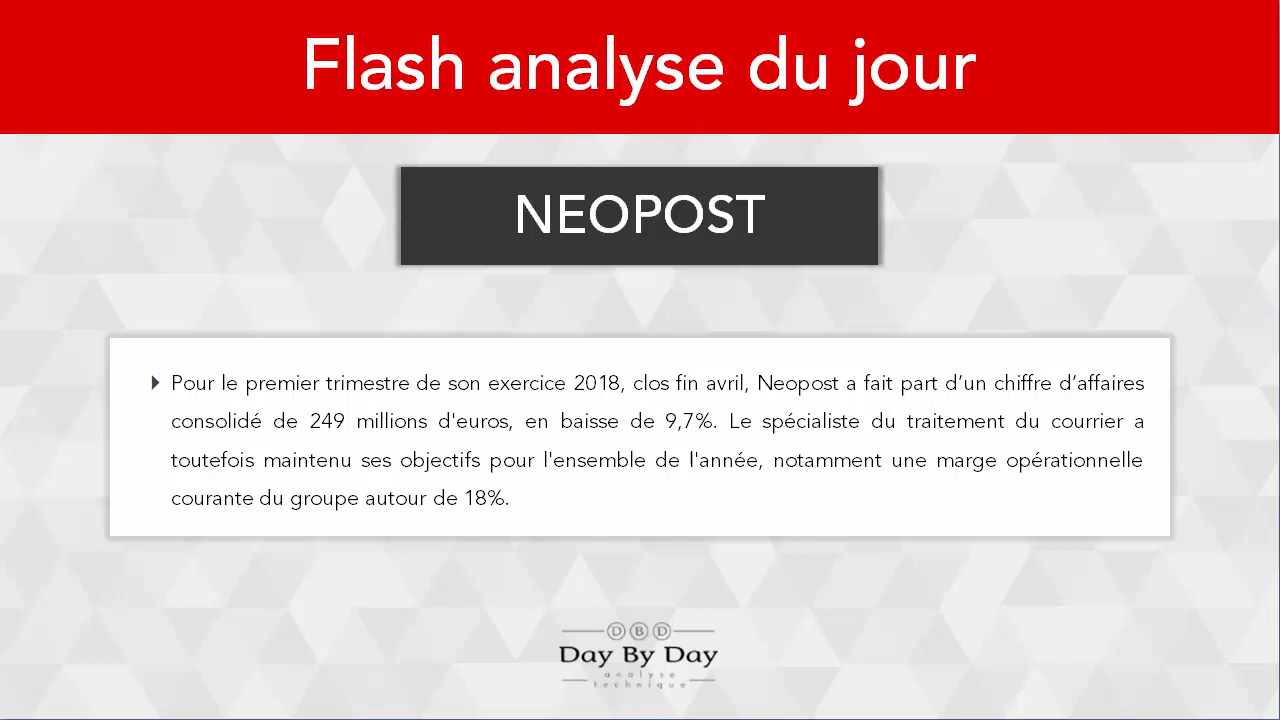 Flash analyse du jour
NEOPOST
Pour le premier trimestre de son exercice 2018, clos fin avril, Neopost a fait part d’un chiffre d’affaires
consolidé de 249 millions d'euros, en baisse de 9,7%. Le spécialiste du traitement du courrier a
toutefois maintenu ses objectifs pour l'ensemble de l'année, notamment une marge opérationnelle
courante du groupe autour de 18%.
D B D
Day By Day
analyse
technique